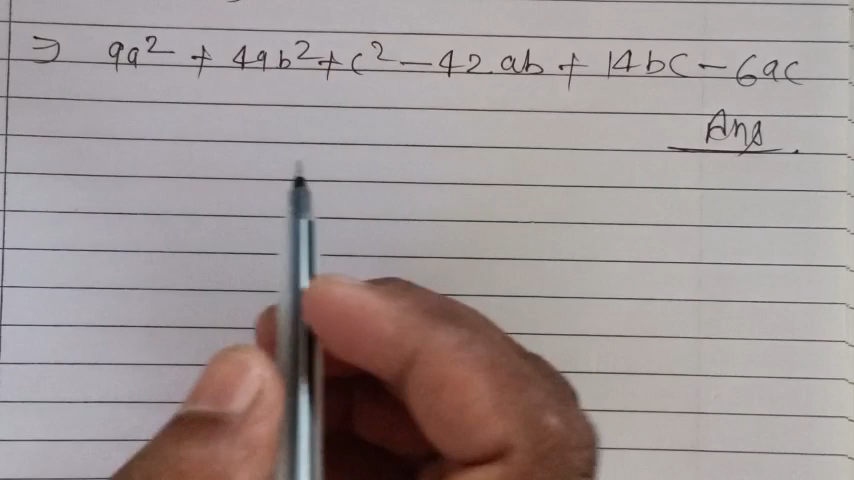 ⇒ 9a² + 49b² + c² - 42ab + 14bc - 6ac
Ans.